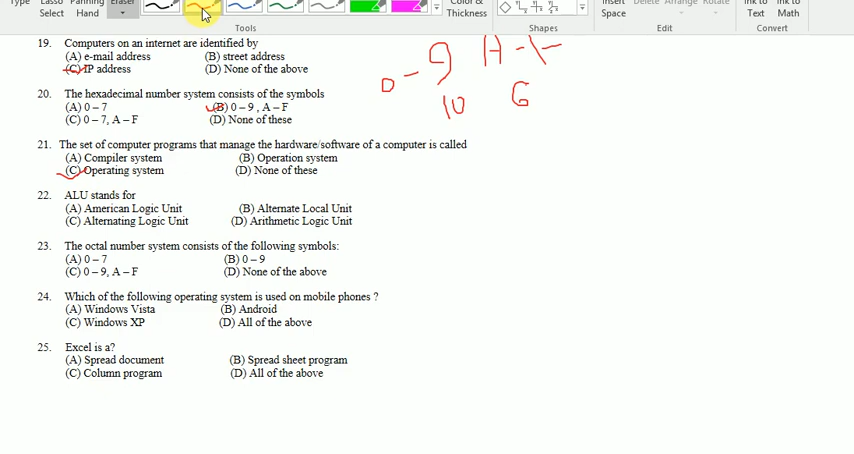 Type Lasso Panning Eraser Color & Insert Delete Arrange Rotate Ink to Ink to
Select Hand Thickness Space Text Math
Tools Shapes Edit Convert
19. Computers on an internet are identified by
(A) e-mail address (B) street address
(C) IP address (D) None of the above
0 – 9 A – F
10 6
20. The hexadecimal number system consists of the symbols
(A) 0 – 7 (B) 0 – 9 , A – F
(C) 0 – 7, A – F (D) None of these
21. The set of computer programs that manage the hardware/software of a computer is called
(A) Compiler system (B) Operation system
(C) Operating system (D) None of these
22. ALU stands for
(A) American Logic Unit (B) Alternate Local Unit
(C) Alternating Logic Unit (D) Arithmetic Logic Unit
23. The octal number system consists of the following symbols:
(A) 0 – 7 (B) 0 – 9
(C) 0 – 9, A – F (D) None of the above
24. Which of the following operating system is used on mobile phones ?
(A) Windows Vista (B) Android
(C) Windows XP (D) All of the above
25. Excel is a?
(A) Spread document (B) Spread sheet program
(C) Column program (D) All of the above